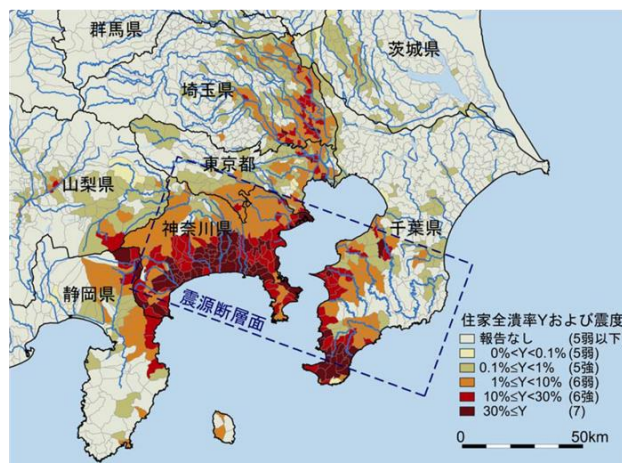 群馬県
茨城県
埼玉県
東京都
山梨県
神奈川県
千葉県
静岡県
震源断層面
住家全潰率Yおよび震度
報告なし (5弱以下)
0%<Y<0.1% (5弱)
0.1%≤Y<1% (5強)
1%≤Y<10% (6弱)
10%≤Y<30% (6強)
30%≤Y (7)
0 50km